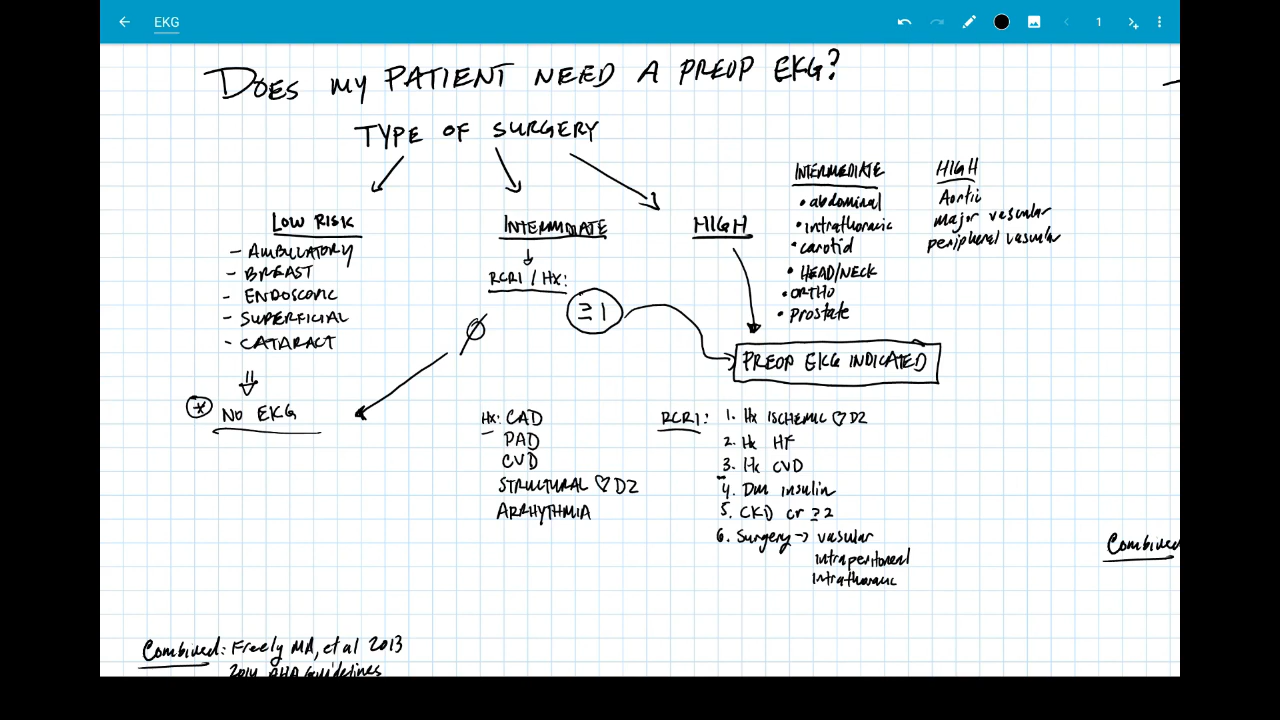 EKG
1
DOES MY PATIENT NEED A PREOP EKG?
TYPE OF SURGERY
LOW RISK
- AMBULATORY
- BREAST
- ENDOSCOPIC
- SUPERFICIAL
- CATARACT
* NO EKG
INTERMEDIATE
RCRI / HX:
≥1
Ø
HX: CAD
PAD
CVD
STRUCTURAL ♡ DZ
ARRHYTHMIA
HIGH
PREOP EKG INDICATED
RCRI:
1. Hx ISCHEMIC ♡ DZ
2. Hx HF
3. Hx CVD
4. DM insulin
5. CKD cr ≥2
6. Surgery → vasular
intraperitoneal
intrathoracic
INTERMEDIATE
• abdominal
• intrathoracic
• carotid
• HEAD/NECK
• ORTHO
• prostate
HIGH
Aortic
major vascular
peripheral vascular
Combined: Freely MA, et al 2013
2014 AHA Guidelines
Combined